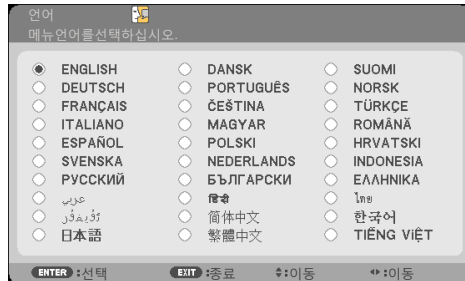 언어
메뉴언어를선택하십시오.
ENGLISH DANSK SUOMI
DEUTSCH PORTUGUÊS NORSK
FRANÇAIS ČEŠTINA TÜRKÇE
ITALIANO MAGYAR ROMÂNĂ
ESPAÑOL POLSKI HRVATSKI
SVENSKA NEDERLANDS INDONESIA
РУССКИЙ БЪЛГАРСКИ ΕΛΛΗΝΙΚΑ
عربي हिन्दी ไทย
简体中文 한국어
日本語 繁體中文 TIẾNG VIỆT
ENTER :선택 EXIT :종료 :이동 :이동